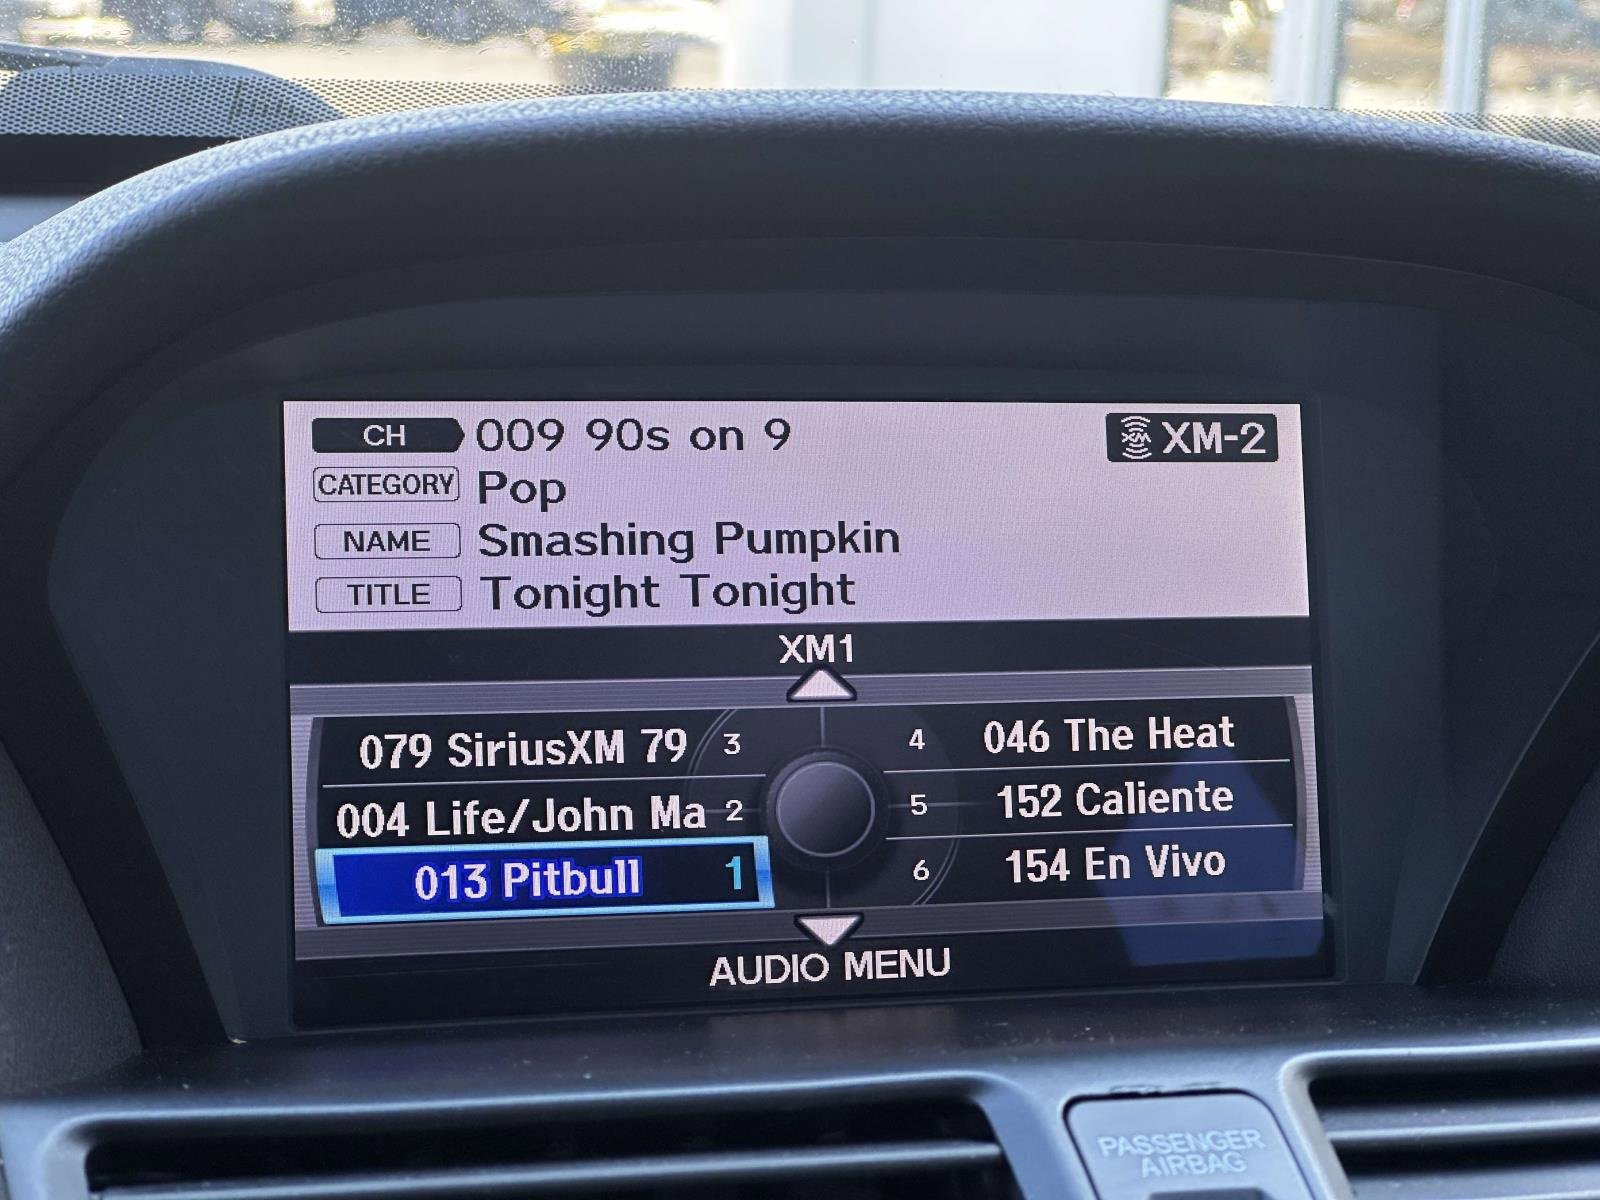 CH 009 90s on 9
XM XM-2
CATEGORY Pop
NAME Smashing Pumpkin
TITLE Tonight Tonight
XM1
079 SiriusXM 79 3
004 Life/John Ma 2
013 Pitbull 1
4 046 The Heat
5 152 Caliente
6 154 En Vivo
AUDIO MENU
PASSENGER
AIRBAG